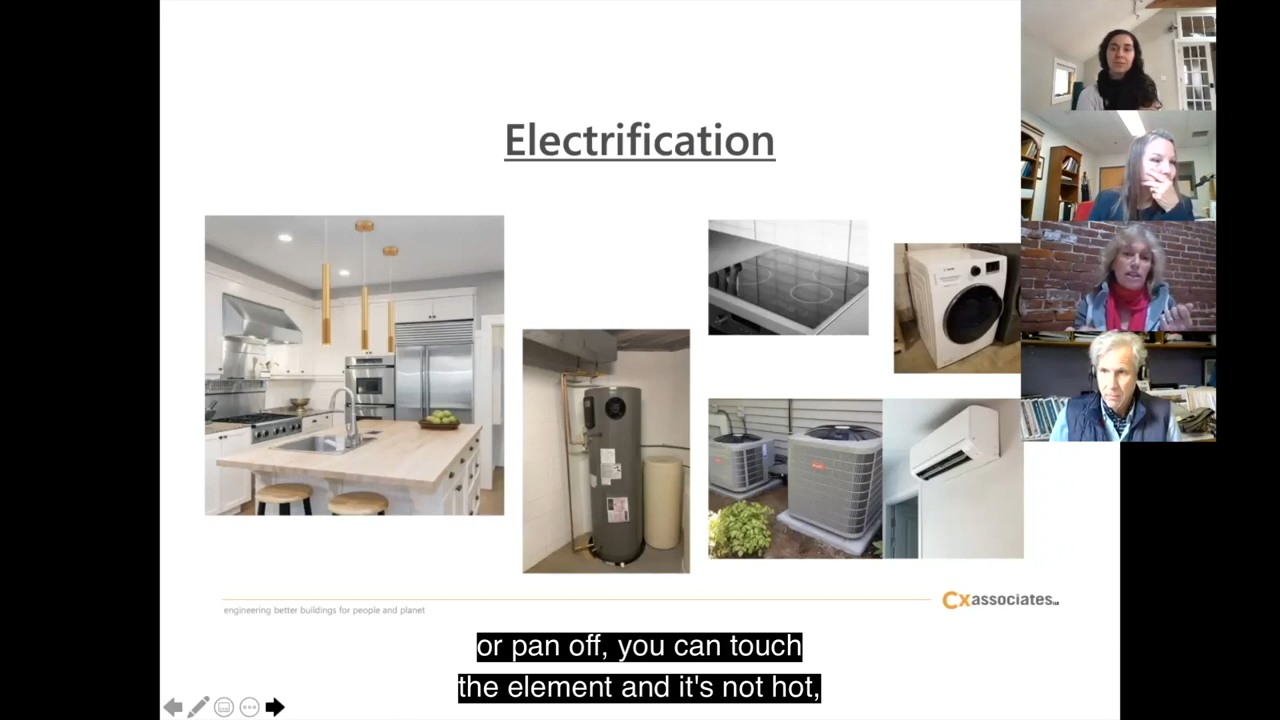 Electrification
engineering better buildings for people and planet
Cxassociates LLC
or pan off, you can touch
the element and it's not hot,